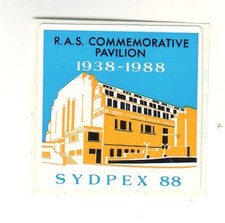 R.A.S. COMMEMORATIVE
PAVILION
1938-1988
SYDPEX 88